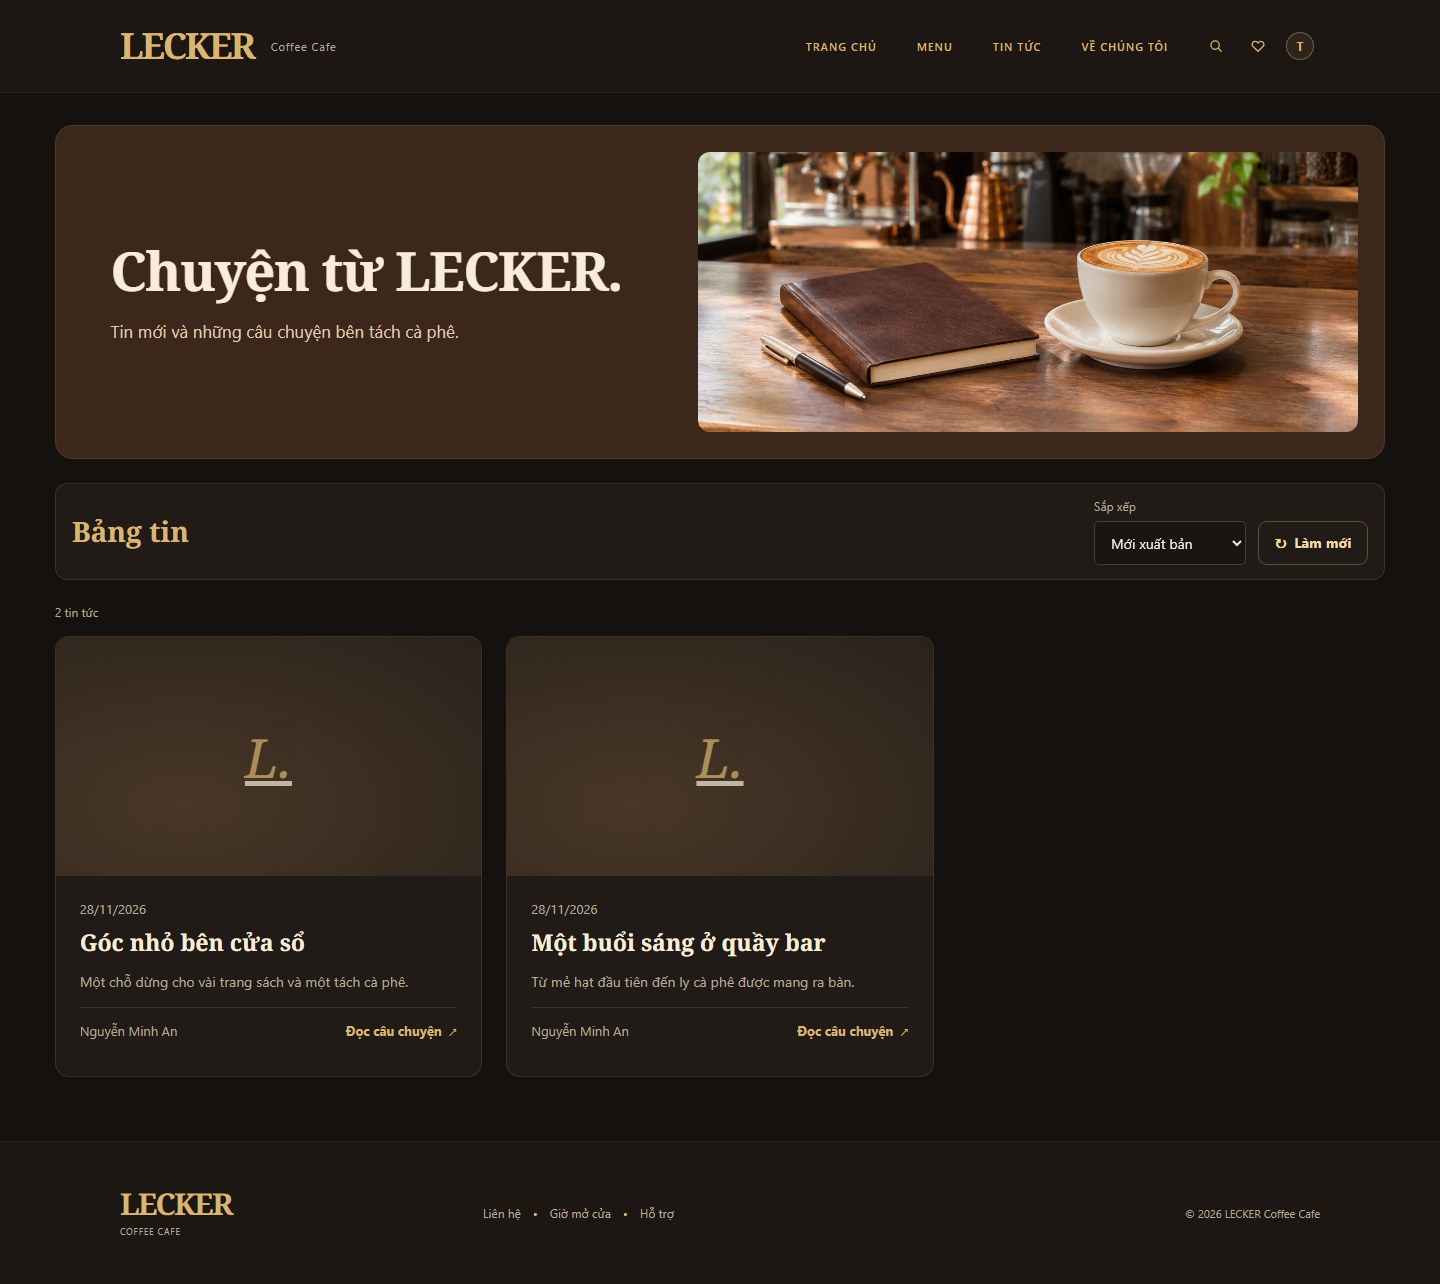 LECKER Coffee Cafe
TRANG CHỦ MENU TIN TỨC VỀ CHÚNG TÔI T
Chuyện từ LECKER.
Tin mới và những câu chuyện bên tách cà phê.
Bảng tin
Sắp xếp
Mới xuất bản
↻ Làm mới
2 tin tức
L.
28/11/2026
Góc nhỏ bên cửa sổ
Một chỗ dừng cho vài trang sách và một tách cà phê.
Nguyễn Minh An Đọc câu chuyện ↗
L.
28/11/2026
Một buổi sáng ở quầy bar
Từ mẻ hạt đầu tiên đến ly cà phê được mang ra bàn.
Nguyễn Minh An Đọc câu chuyện ↗
LECKER
COFFEE CAFE
Liên hệ • Giờ mở cửa • Hỗ trợ
© 2026 LECKER Coffee Cafe